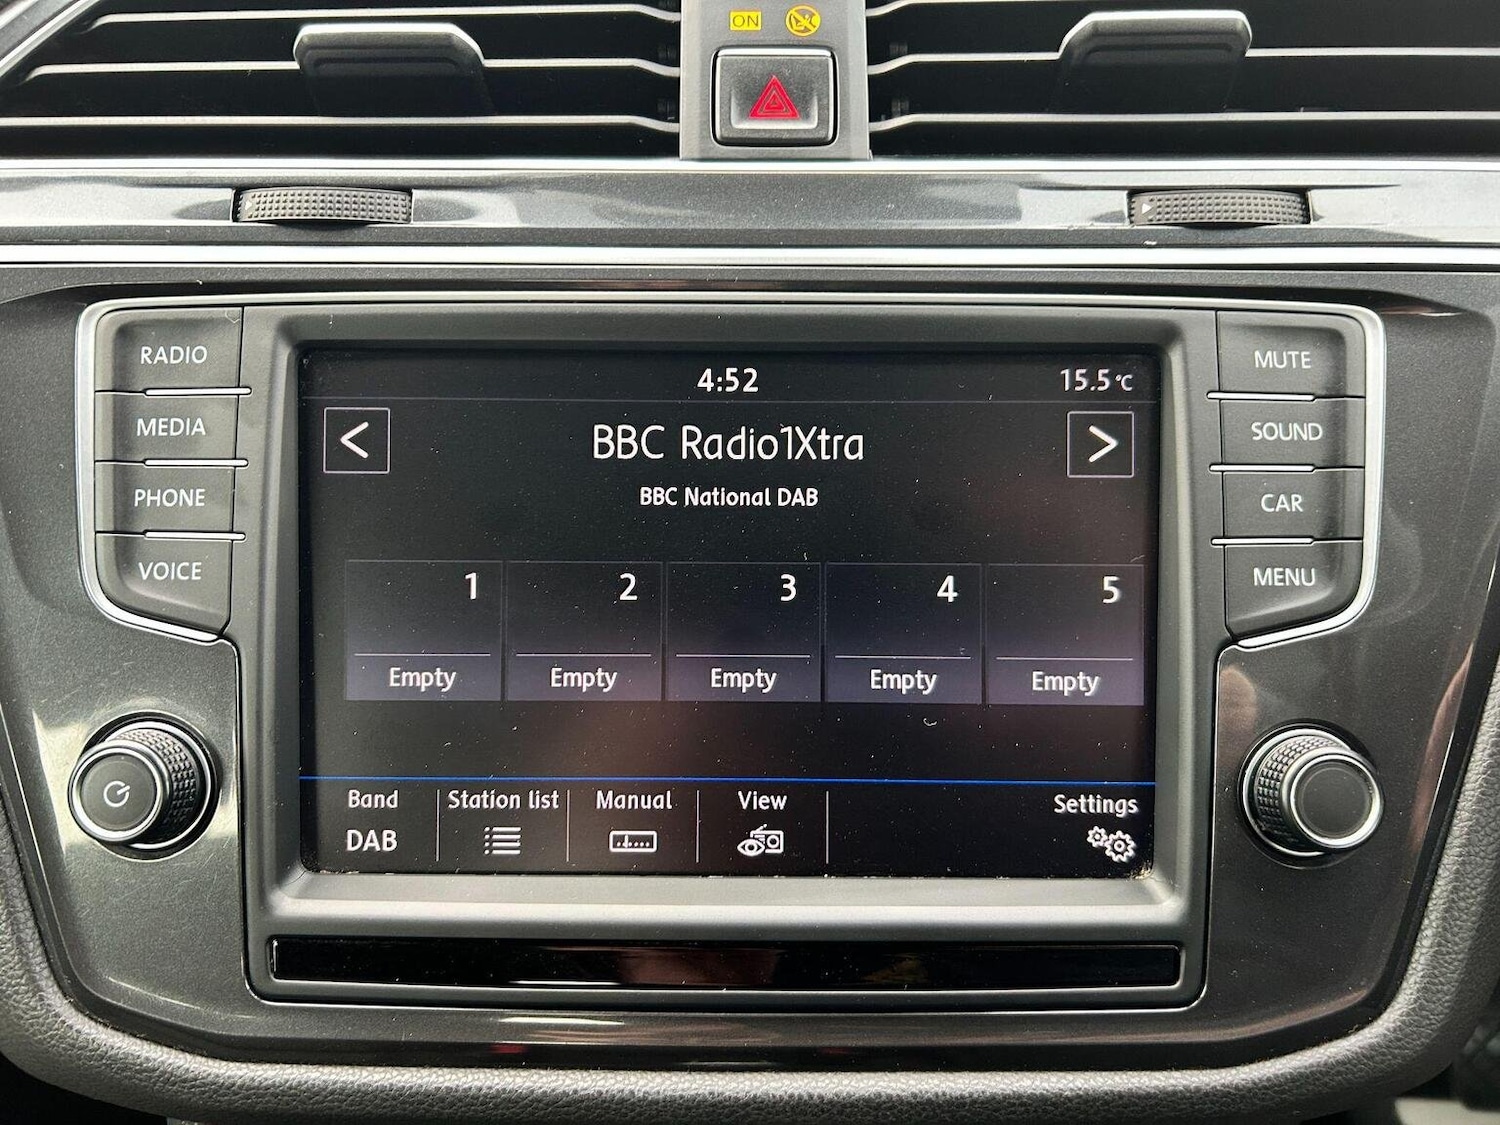 ON
RADIO
MEDIA
PHONE
VOICE
4:52
15.5°C
<
BBC Radio1Xtra
>
BBC National DAB
1 2 3 4 5
Empty Empty Empty Empty Empty
Band Station list Manual View Settings
DAB
MUTE
SOUND
CAR
MENU